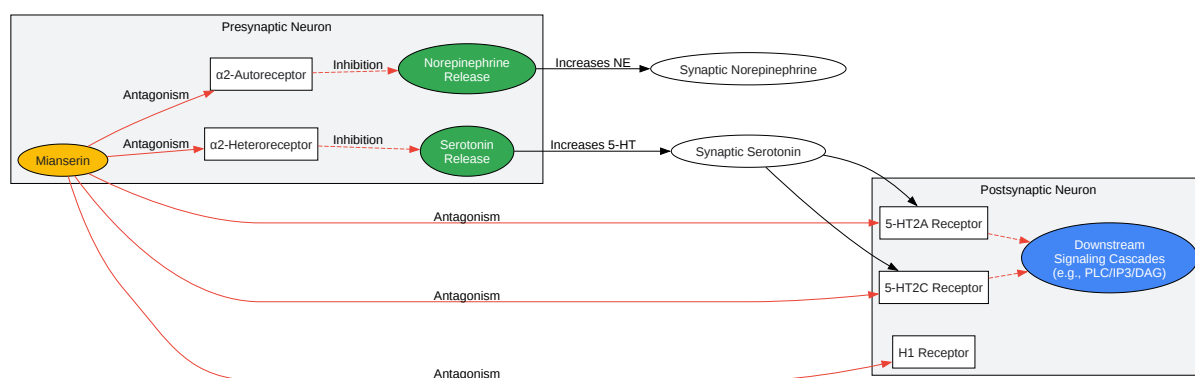 Presynaptic Neuron
α2-Autoreceptor
Inhibition
Norepinephrine
Release
Increases NE
Synaptic Norepinephrine
Antagonism
Mianserin
Antagonism
α2-Heteroreceptor
Inhibition
Serotonin
Release
Increases 5-HT
Synaptic Serotonin
Postsynaptic Neuron
Antagonism
5-HT2A Receptor
Downstream
Signaling Cascades
(e.g., PLC/IP3/DAG)
Antagonism
5-HT2C Receptor
H1 Receptor
Antagonism